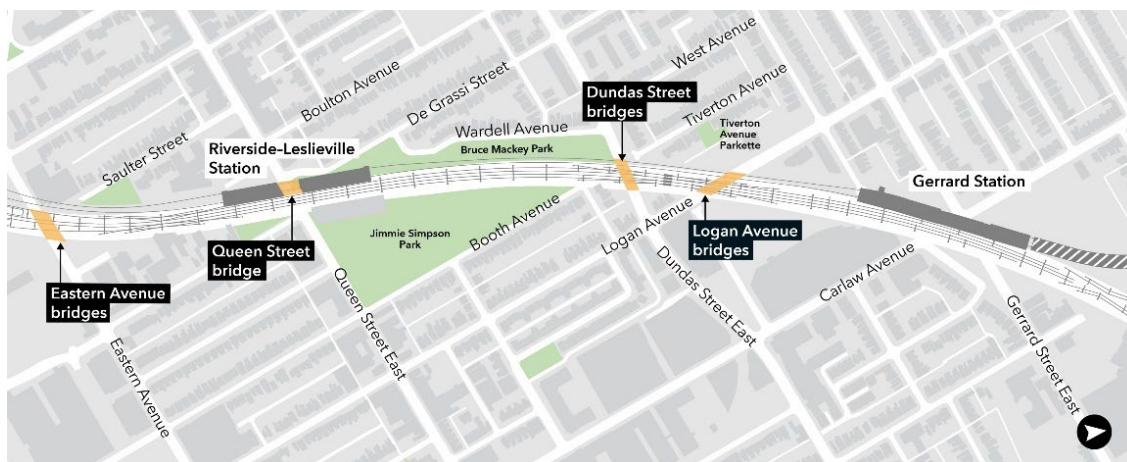 West Avenue
Boulton Avenue
De Grassi Street
Dundas Street
bridges
Tiverton Avenue
Wardell Avenue
Tiverton
Avenue
Parkette
Saulter Street
Riverside-Leslieville
Station
Bruce Mackey Park
Gerrard Station
Booth Avenue
Logan Avenue
Jimmie Simpson
Park
Logan Avenue
bridges
Queen Street
bridge
Carlaw Avenue
Eastern Avenue
bridges
Queen Street East
Dundas Street East
Gerrard Street East
Eastern Avenue